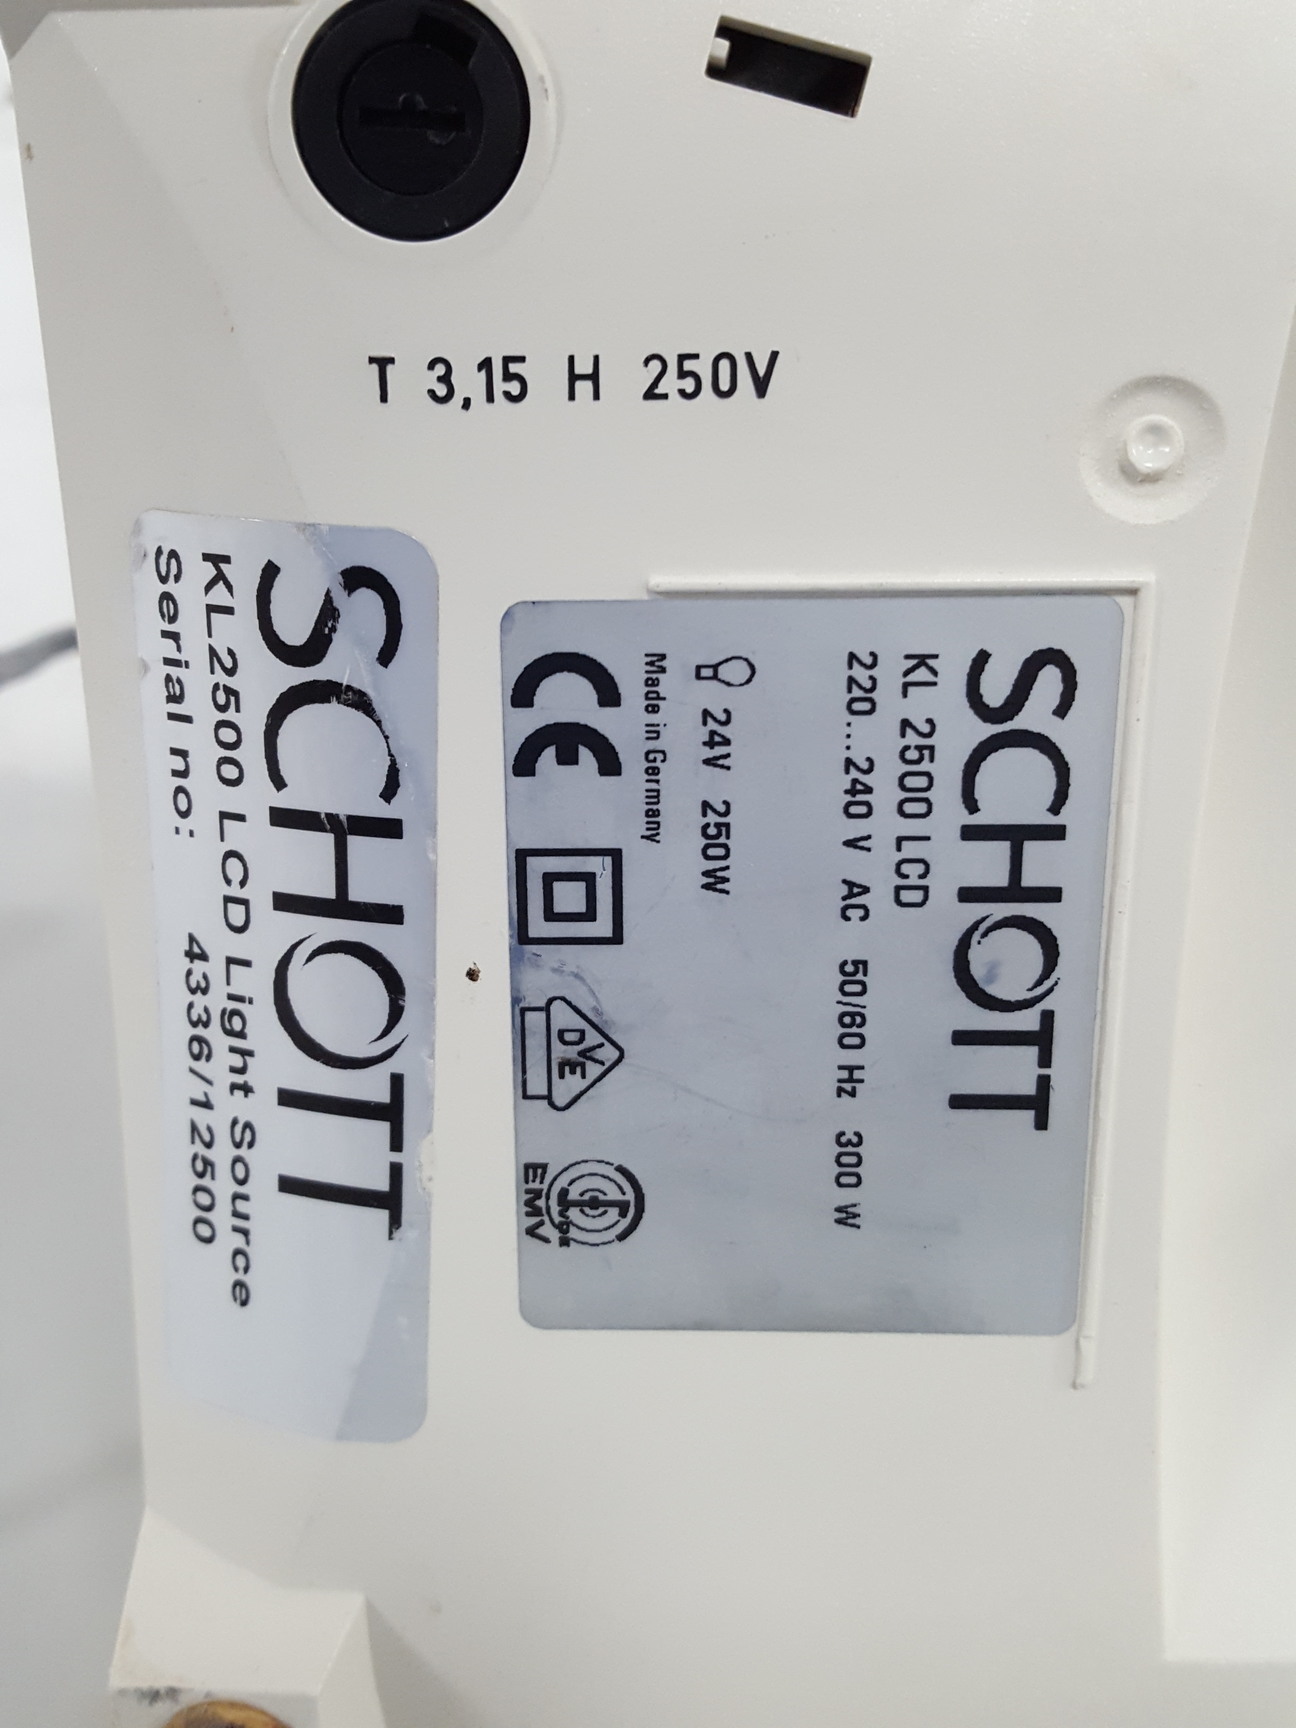 T 3,15 H 250V
SCHOTT
KL 2500 LCD
220...240 V AC 50/60 Hz 300 W
24V 250W
Made in Germany
CE
DVE
VDE
EMV
SCHOTT
KL2500 LCD Light Source
Serial no: 4336/12500